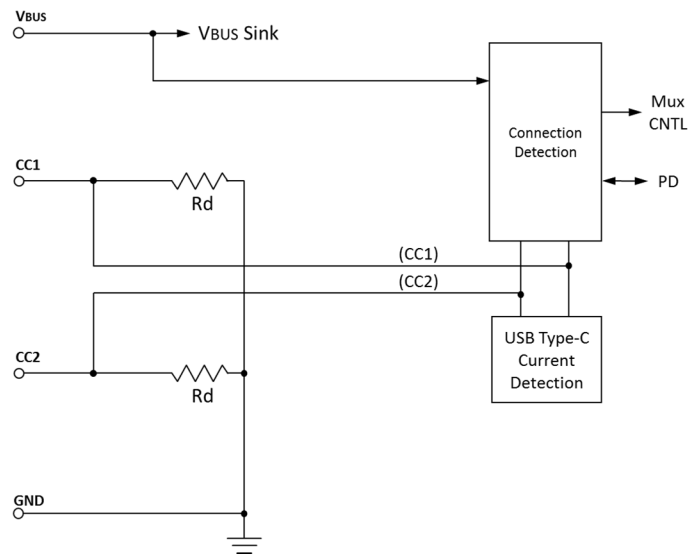 VBUS
VBUS Sink
Connection
Detection
Mux
CNTL
PD
CC1
Rd
(CC1)
(CC2)
USB Type-C
Current
Detection
CC2
Rd
GND